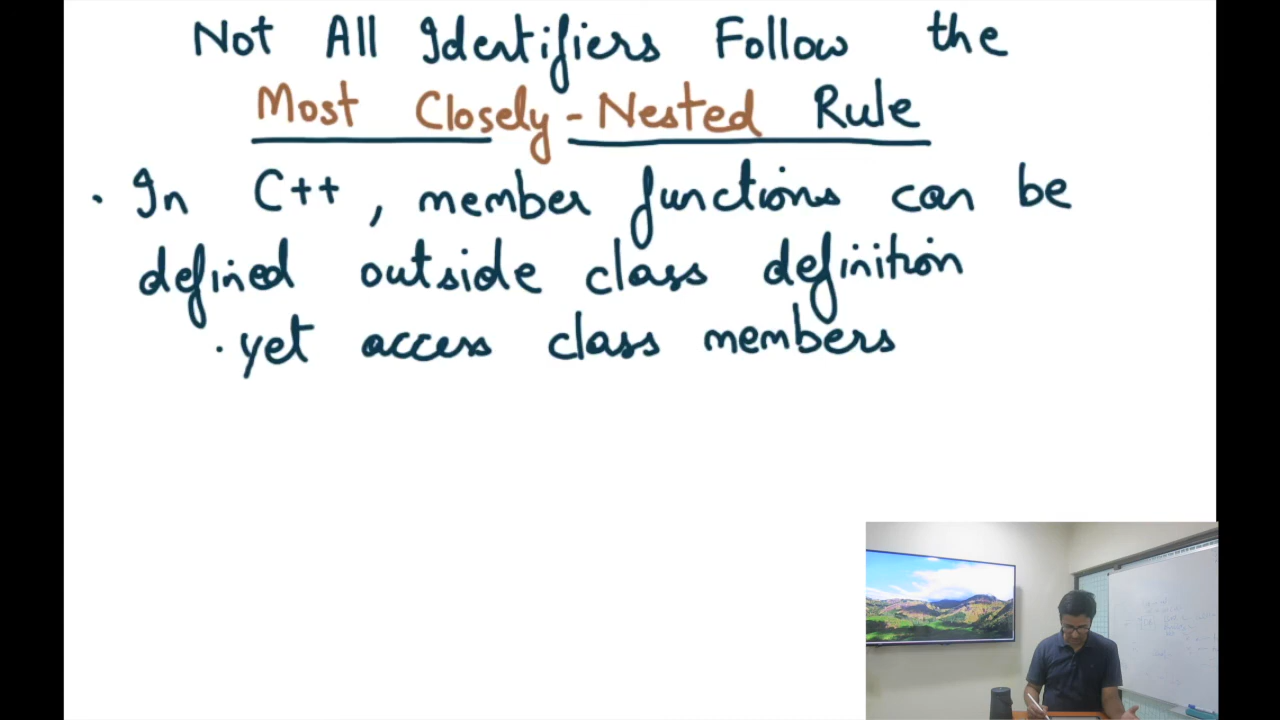 Not All Identifiers Follow the
Most Closely-Nested Rule
· In C++, member functions can be
defined outside class definition
· yet access class members